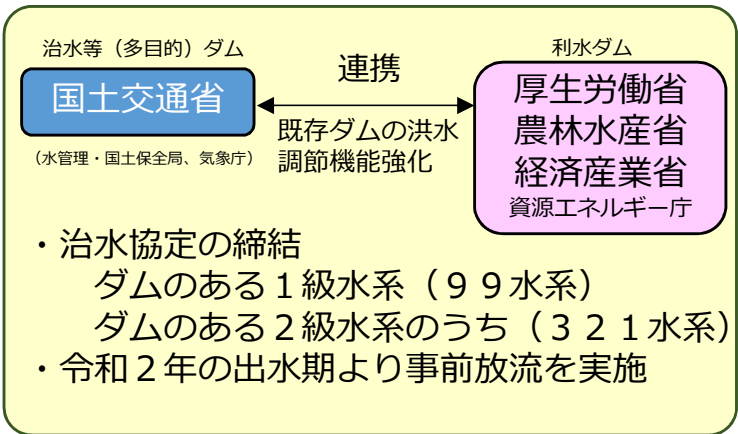 治水等（多目的）ダム
国土交通省
（水管理・国土保全局、気象庁）
連携
既存ダムの洪水
調節機能強化
利水ダム
厚生労働省
農林水産省
経済産業省
資源エネルギー庁
・治水協定の締結
ダムのある１級水系（９９水系）
ダムのある２級水系のうち（３２１水系）
・令和２年の出水期より事前放流を実施